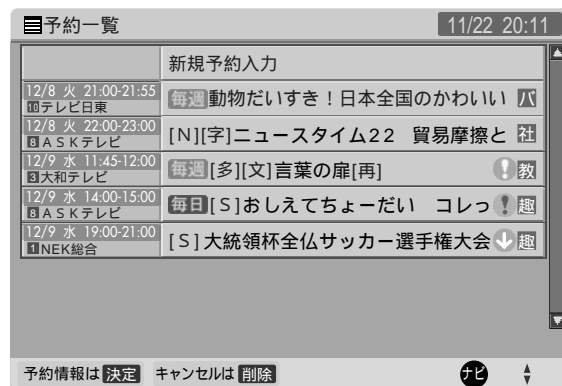 予約一覧 11/22 20:11
新規予約入力
12/8 火 21:00-21:55
10テレビ日東
毎週 動物だいすき！日本全国のかわいい バ
12/8 火 22:00-23:00
8ASKテレビ
[N][字]ニュースタイム22 貿易摩擦と 社
12/9 水 11:45-12:00
3大和テレビ
毎週 [多][文]言葉の扉[再] ! 教
12/9 水 14:00-15:00
8ASKテレビ
毎日 [S]おしえてちょーだい コレっ ! 趣
12/9 水 19:00-21:00
1NEK総合
[S]大統領杯全仏サッカー選手権大会 趣
予約情報は 決定 キャンセルは 削除 ナビ